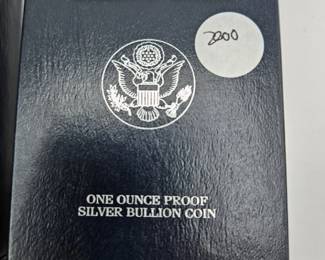 2000
ONE OUNCE PROOF
SILVER BULLION COIN